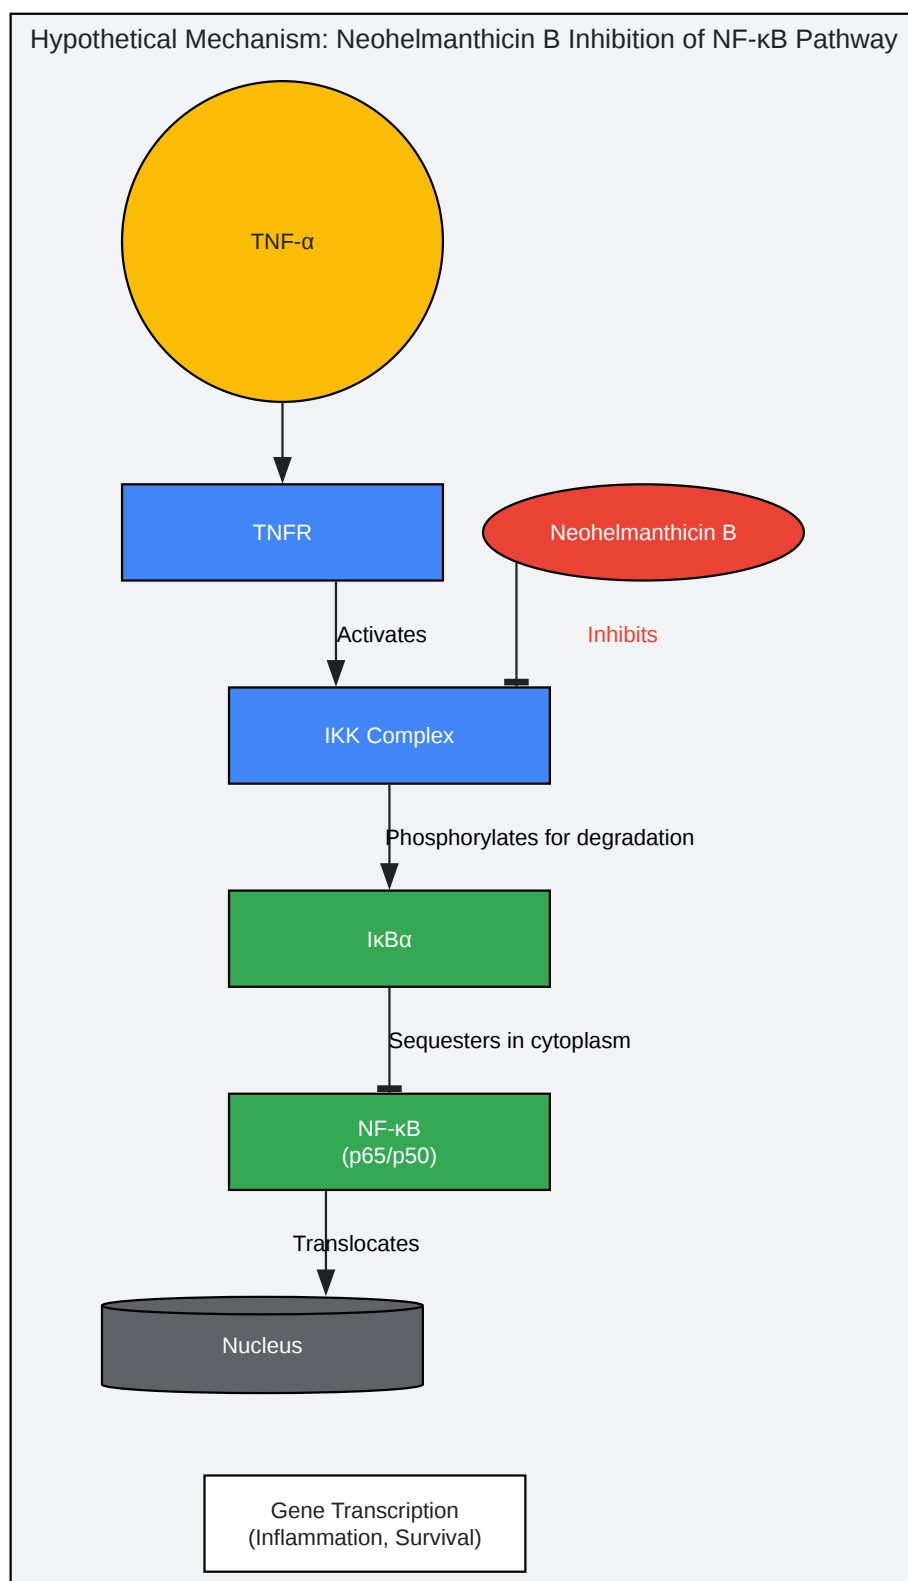 Hypothetical Mechanism: Neohelmanthicin B Inhibition of NF-κB Pathway
TNF-α
TNFR
Neohelmanthicin B
Activates
Inhibits
IKK Complex
Phosphorylates for degradation
IκBα
Sequesters in cytoplasm
NF-κB
(p65/p50)
Translocates
Nucleus
Gene Transcription
(Inflammation, Survival)